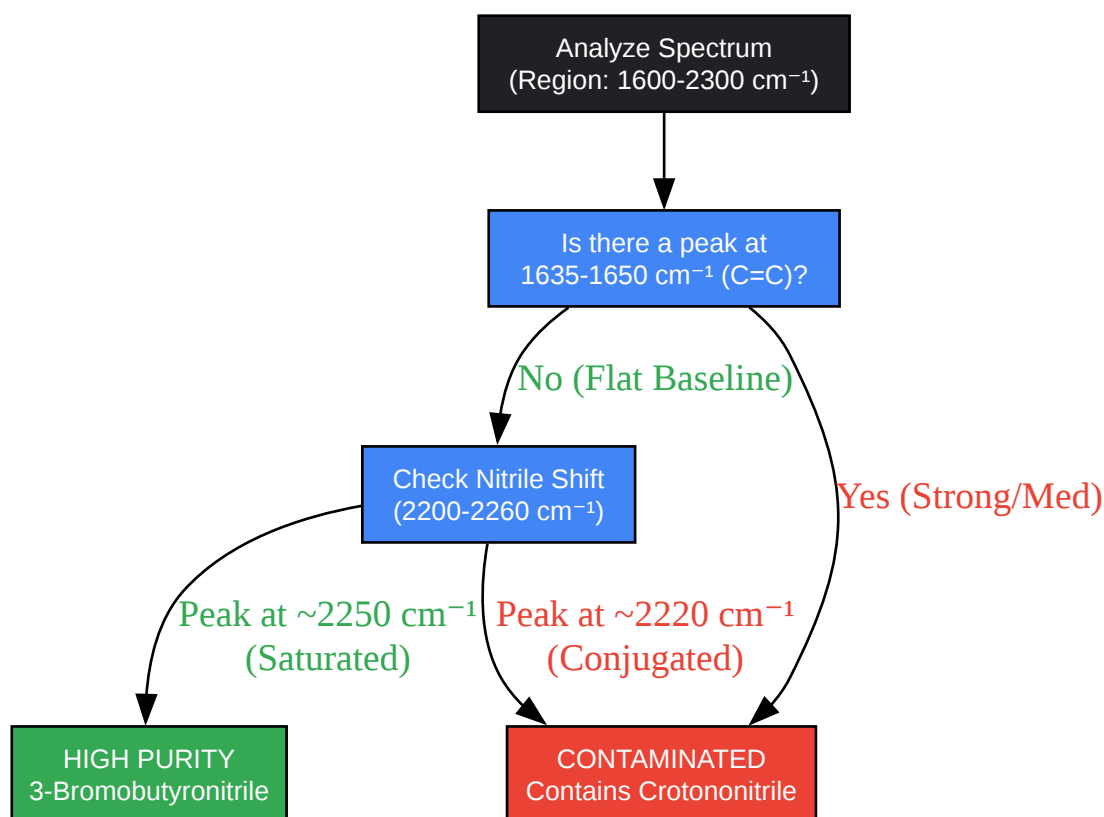 Analyze Spectrum
(Region: 1600-2300 cm⁻¹)
Is there a peak at
1635-1650 cm⁻¹ (C=C)?
No (Flat Baseline)
Yes (Strong/Med)
Check Nitrile Shift
(2200-2260 cm⁻¹)
Peak at ~2250 cm⁻¹
(Saturated)
Peak at ~2220 cm⁻¹
(Conjugated)
HIGH PURITY
3-Bromobutyronitrile
CONTAMINATED
Contains Crotononitrile